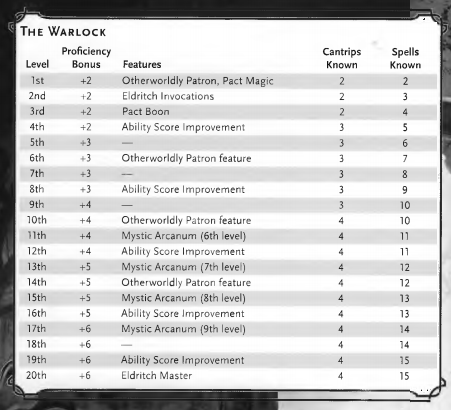 THE WARLOCK
Proficiency Cantrips Spells
Level Bonus Features Known Known
1st +2 Otherworldly Patron, Pact Magic 2 2
2nd +2 Eldritch Invocations 2 3
3rd +2 Pact Boon 2 4
4th +2 Ability Score Improvement 3 5
5th +3 — 3 6
6th +3 Otherworldly Patron feature 3 7
7th +3 — 3 8
8th +3 Ability Score Improvement 3 9
9th +4 — 3 10
10th +4 Otherworldly Patron feature 4 10
11th +4 Mystic Arcanum (6th level) 4 11
12th +4 Ability Score Improvement 4 11
13th +5 Mystic Arcanum (7th level) 4 12
14th +5 Otherworldly Patron feature 4 12
15th +5 Mystic Arcanum (8th level) 4 13
16th +5 Ability Score Improvement 4 13
17th +6 Mystic Arcanum (9th level) 4 14
18th +6 — 4 14
19th +6 Ability Score Improvement 4 15
20th +6 Eldritch Master 4 15